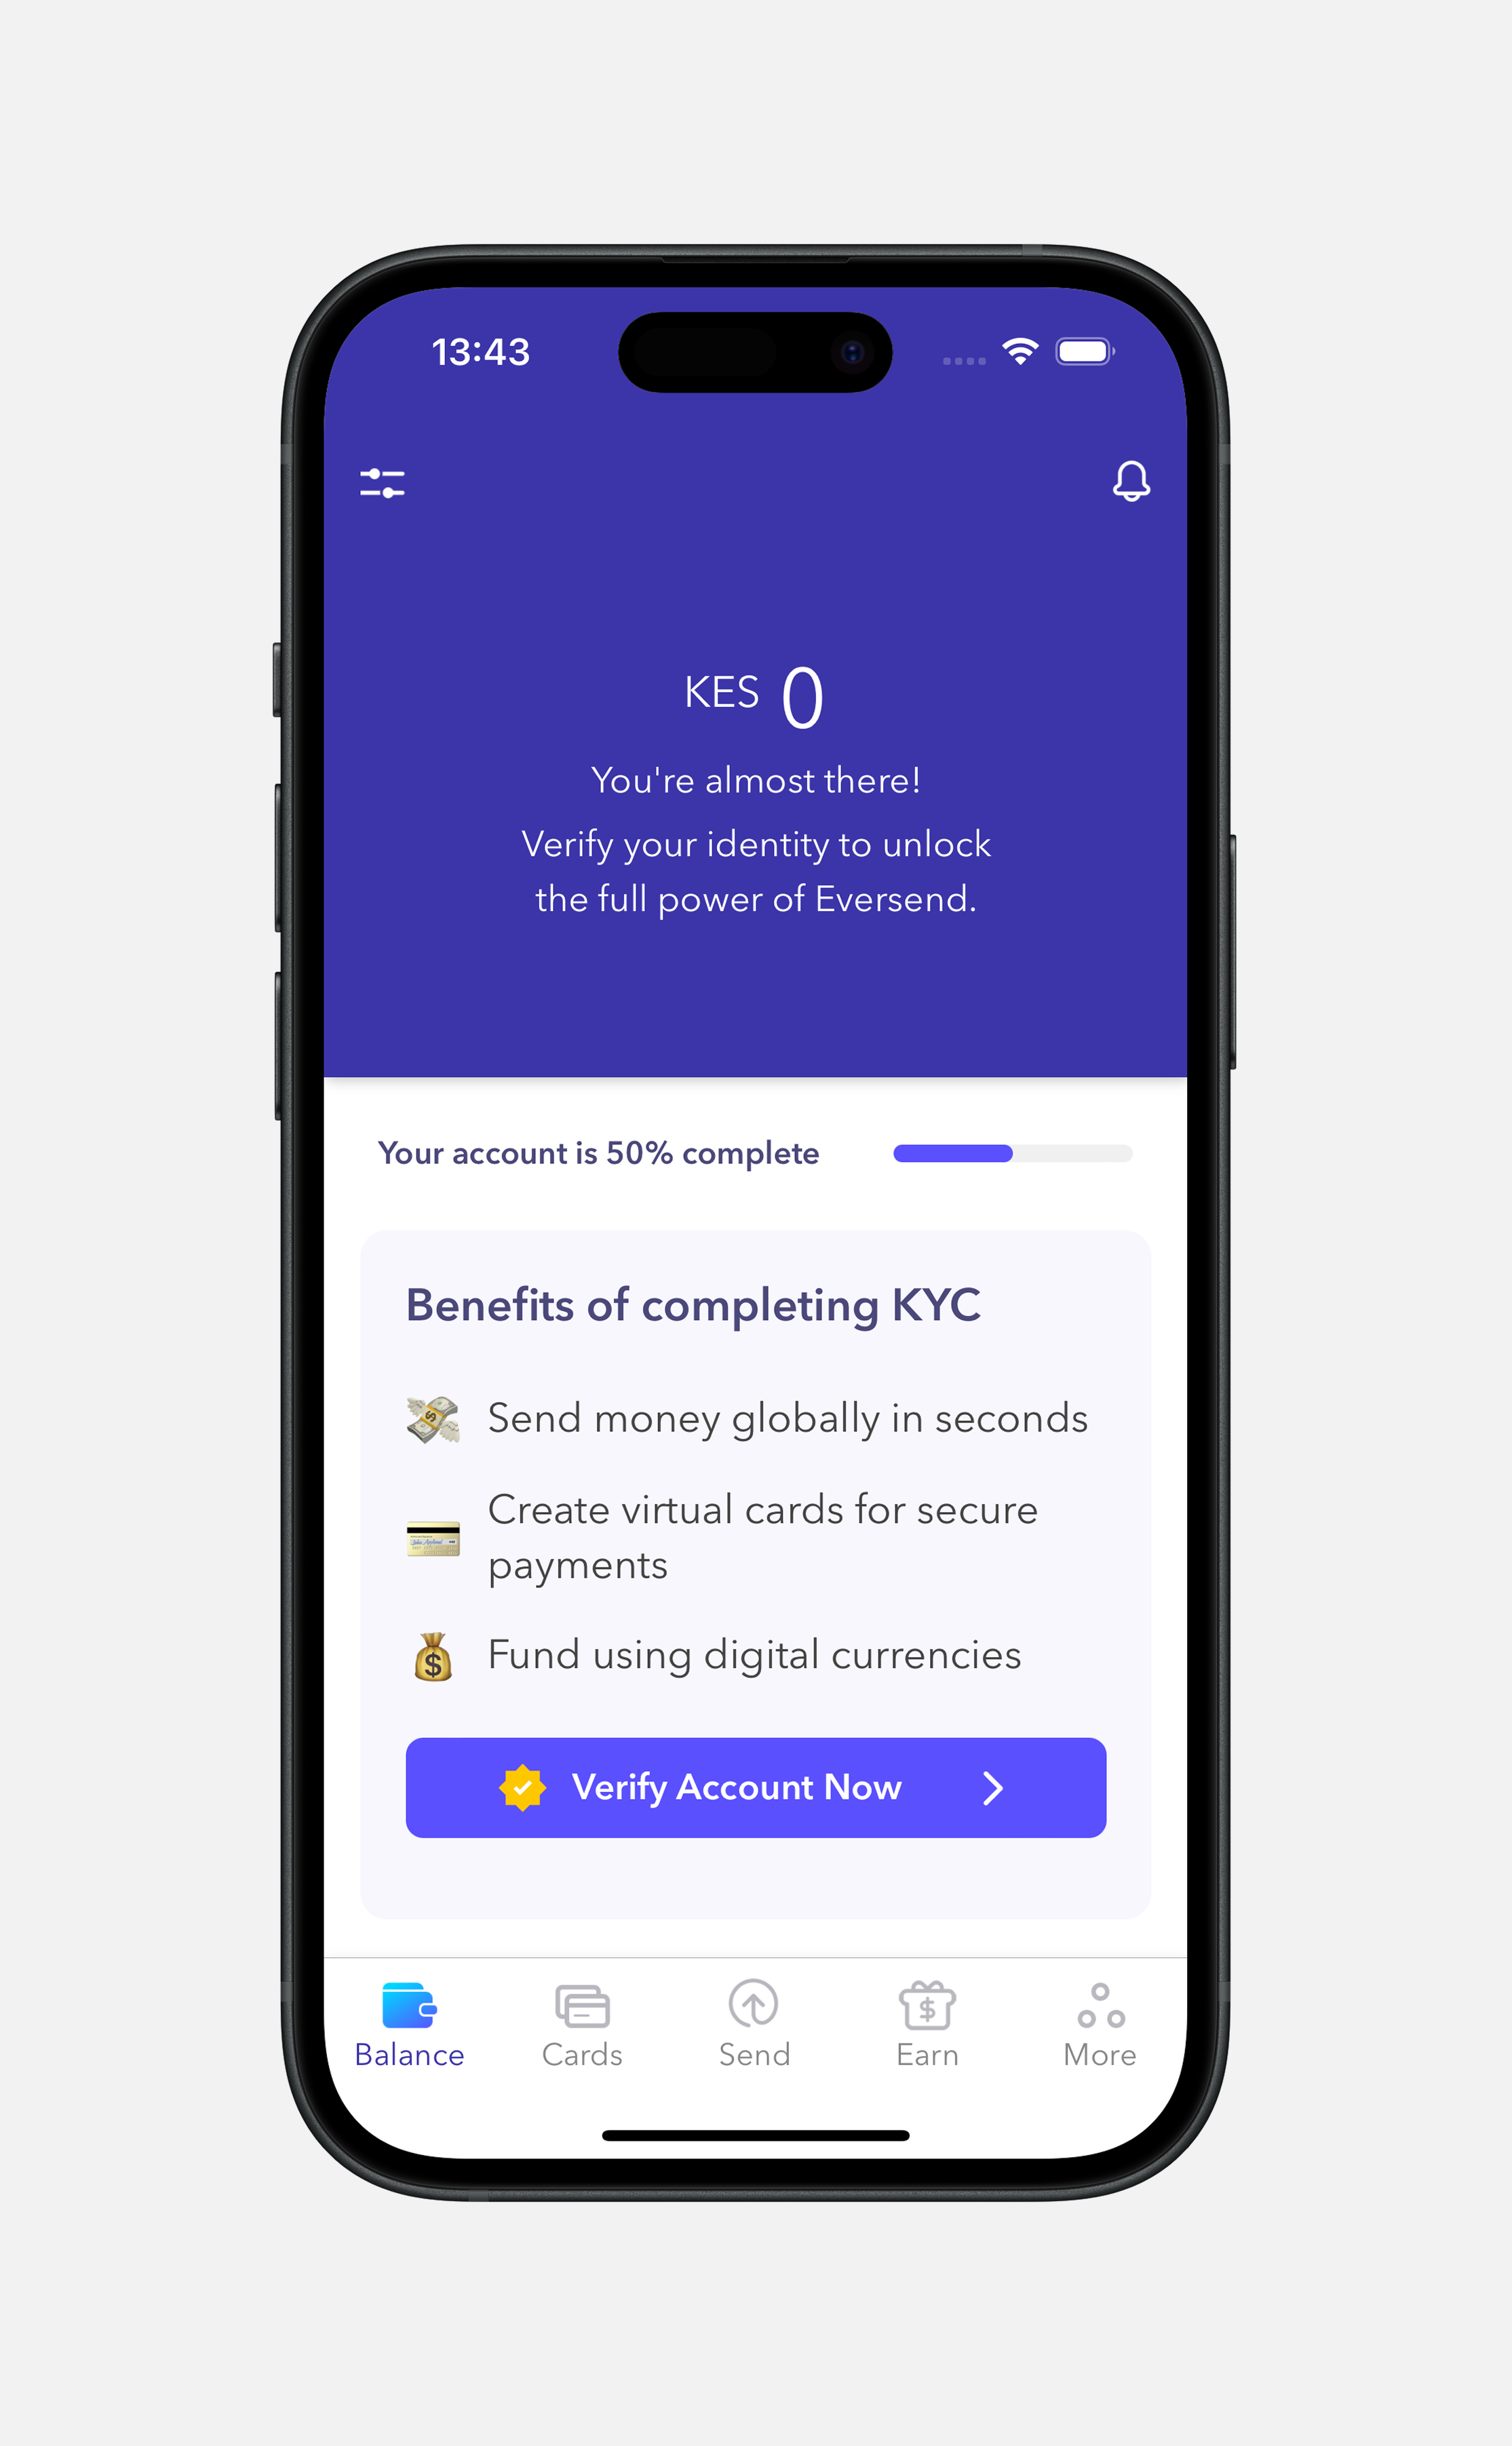 13:43
KES 0
You're almost there!
Verify your identity to unlock
the full power of Eversend.
Your account is 50% complete
Benefits of completing KYC
Send money globally in seconds
Create virtual cards for secure
payments
Fund using digital currencies
Verify Account Now
Balance
Cards
Send
Earn
More